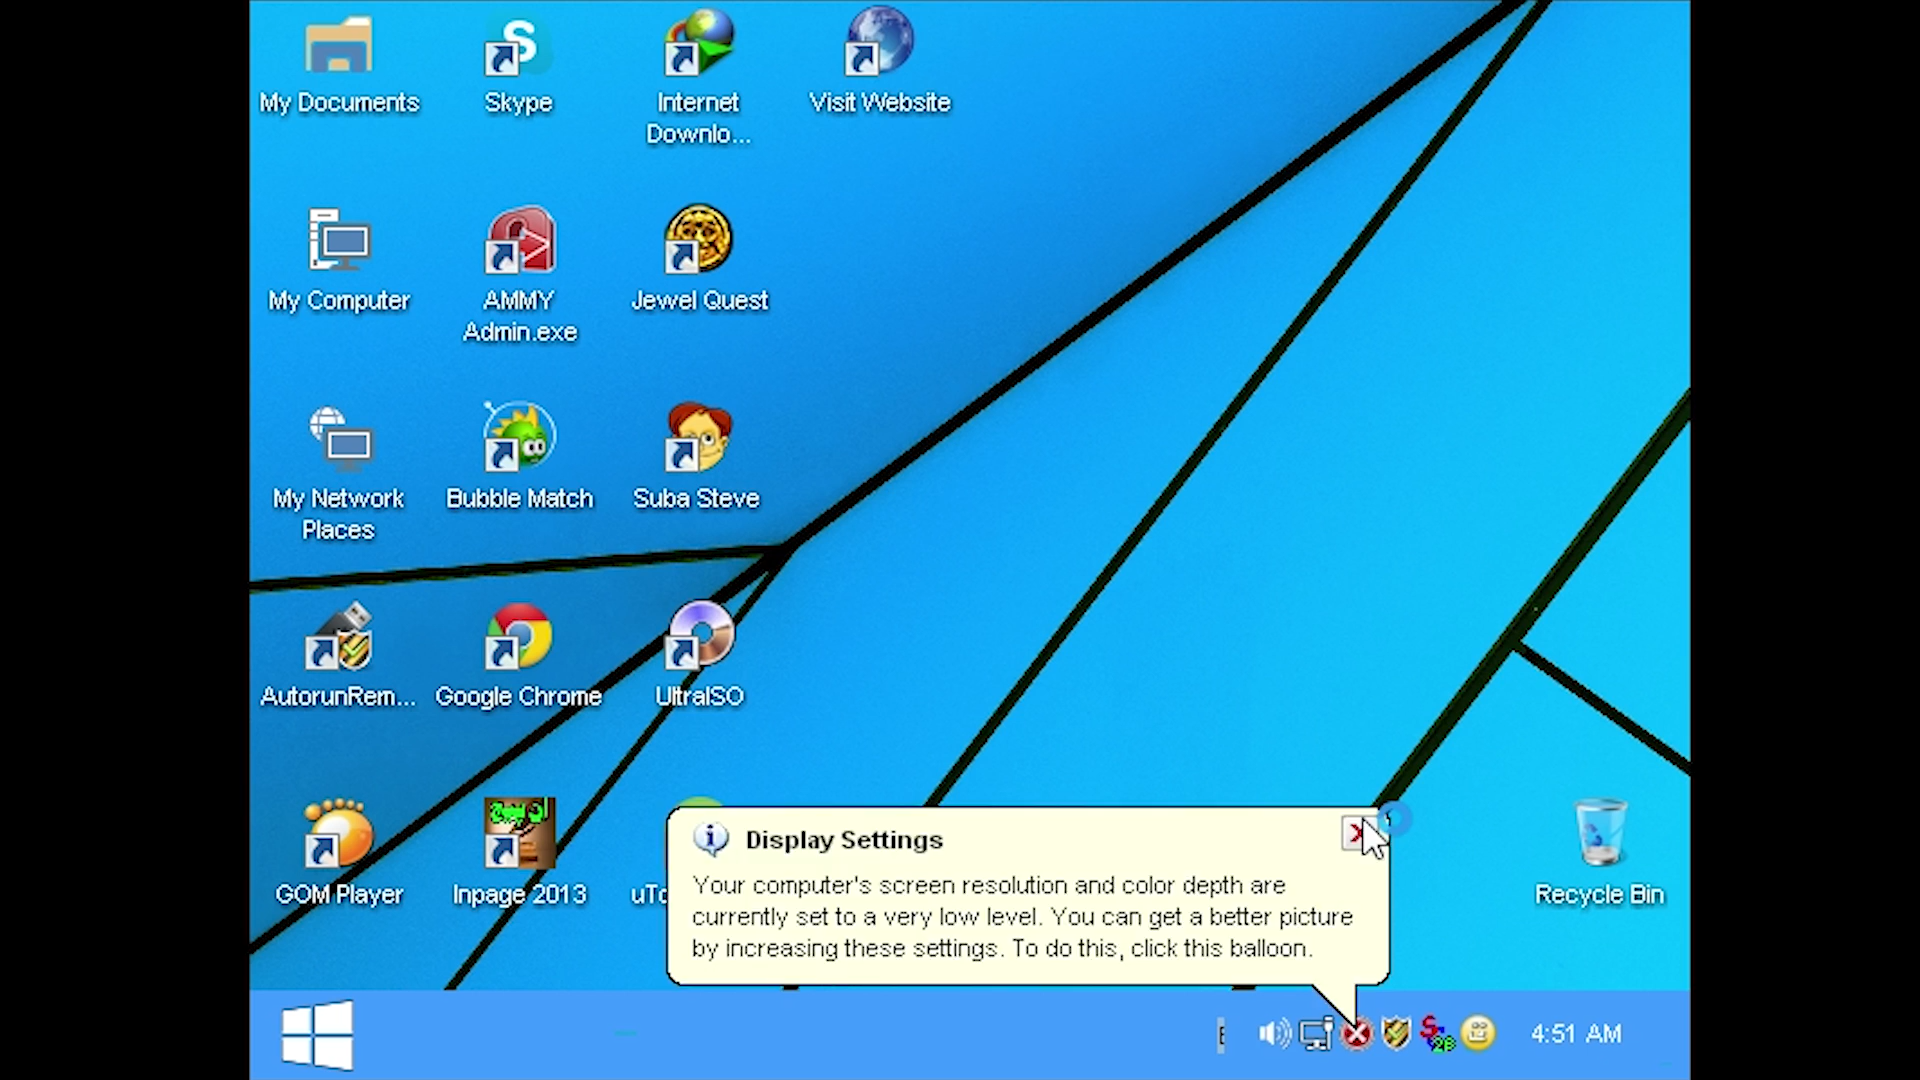 My Documents
Skype
Internet
Downlo...
Visit Website
My Computer
AMMY
Admin.exe
Jewel Quest
My Network
Places
Bubble Match
Suba Steve
AutorunRem...
Google Chrome
UltraISO
GOM Player
Inpage 2013
Recycle Bin
Display Settings
Your computer's screen resolution and color depth are
currently set to a very low level. You can get a better picture
by increasing these settings. To do this, click this balloon.
4:51 AM